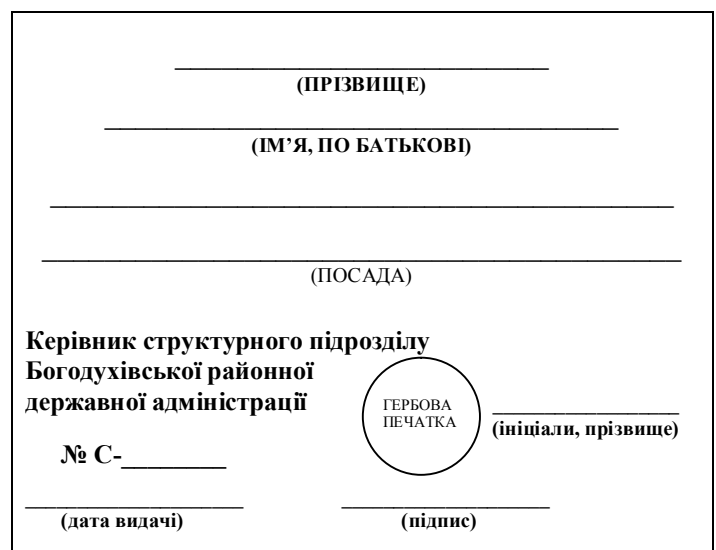 (ПРІЗВИЩЕ)
(ІМ’Я, ПО БАТЬКОВІ)
(ПОСАДА)
Керівник структурного підрозділу
Богодухівської районної
державної адміністрації
ГЕРБОВА
ПЕЧАТКА
(ініціали, прізвище)
№ С-________
(дата видачі) (підпис)